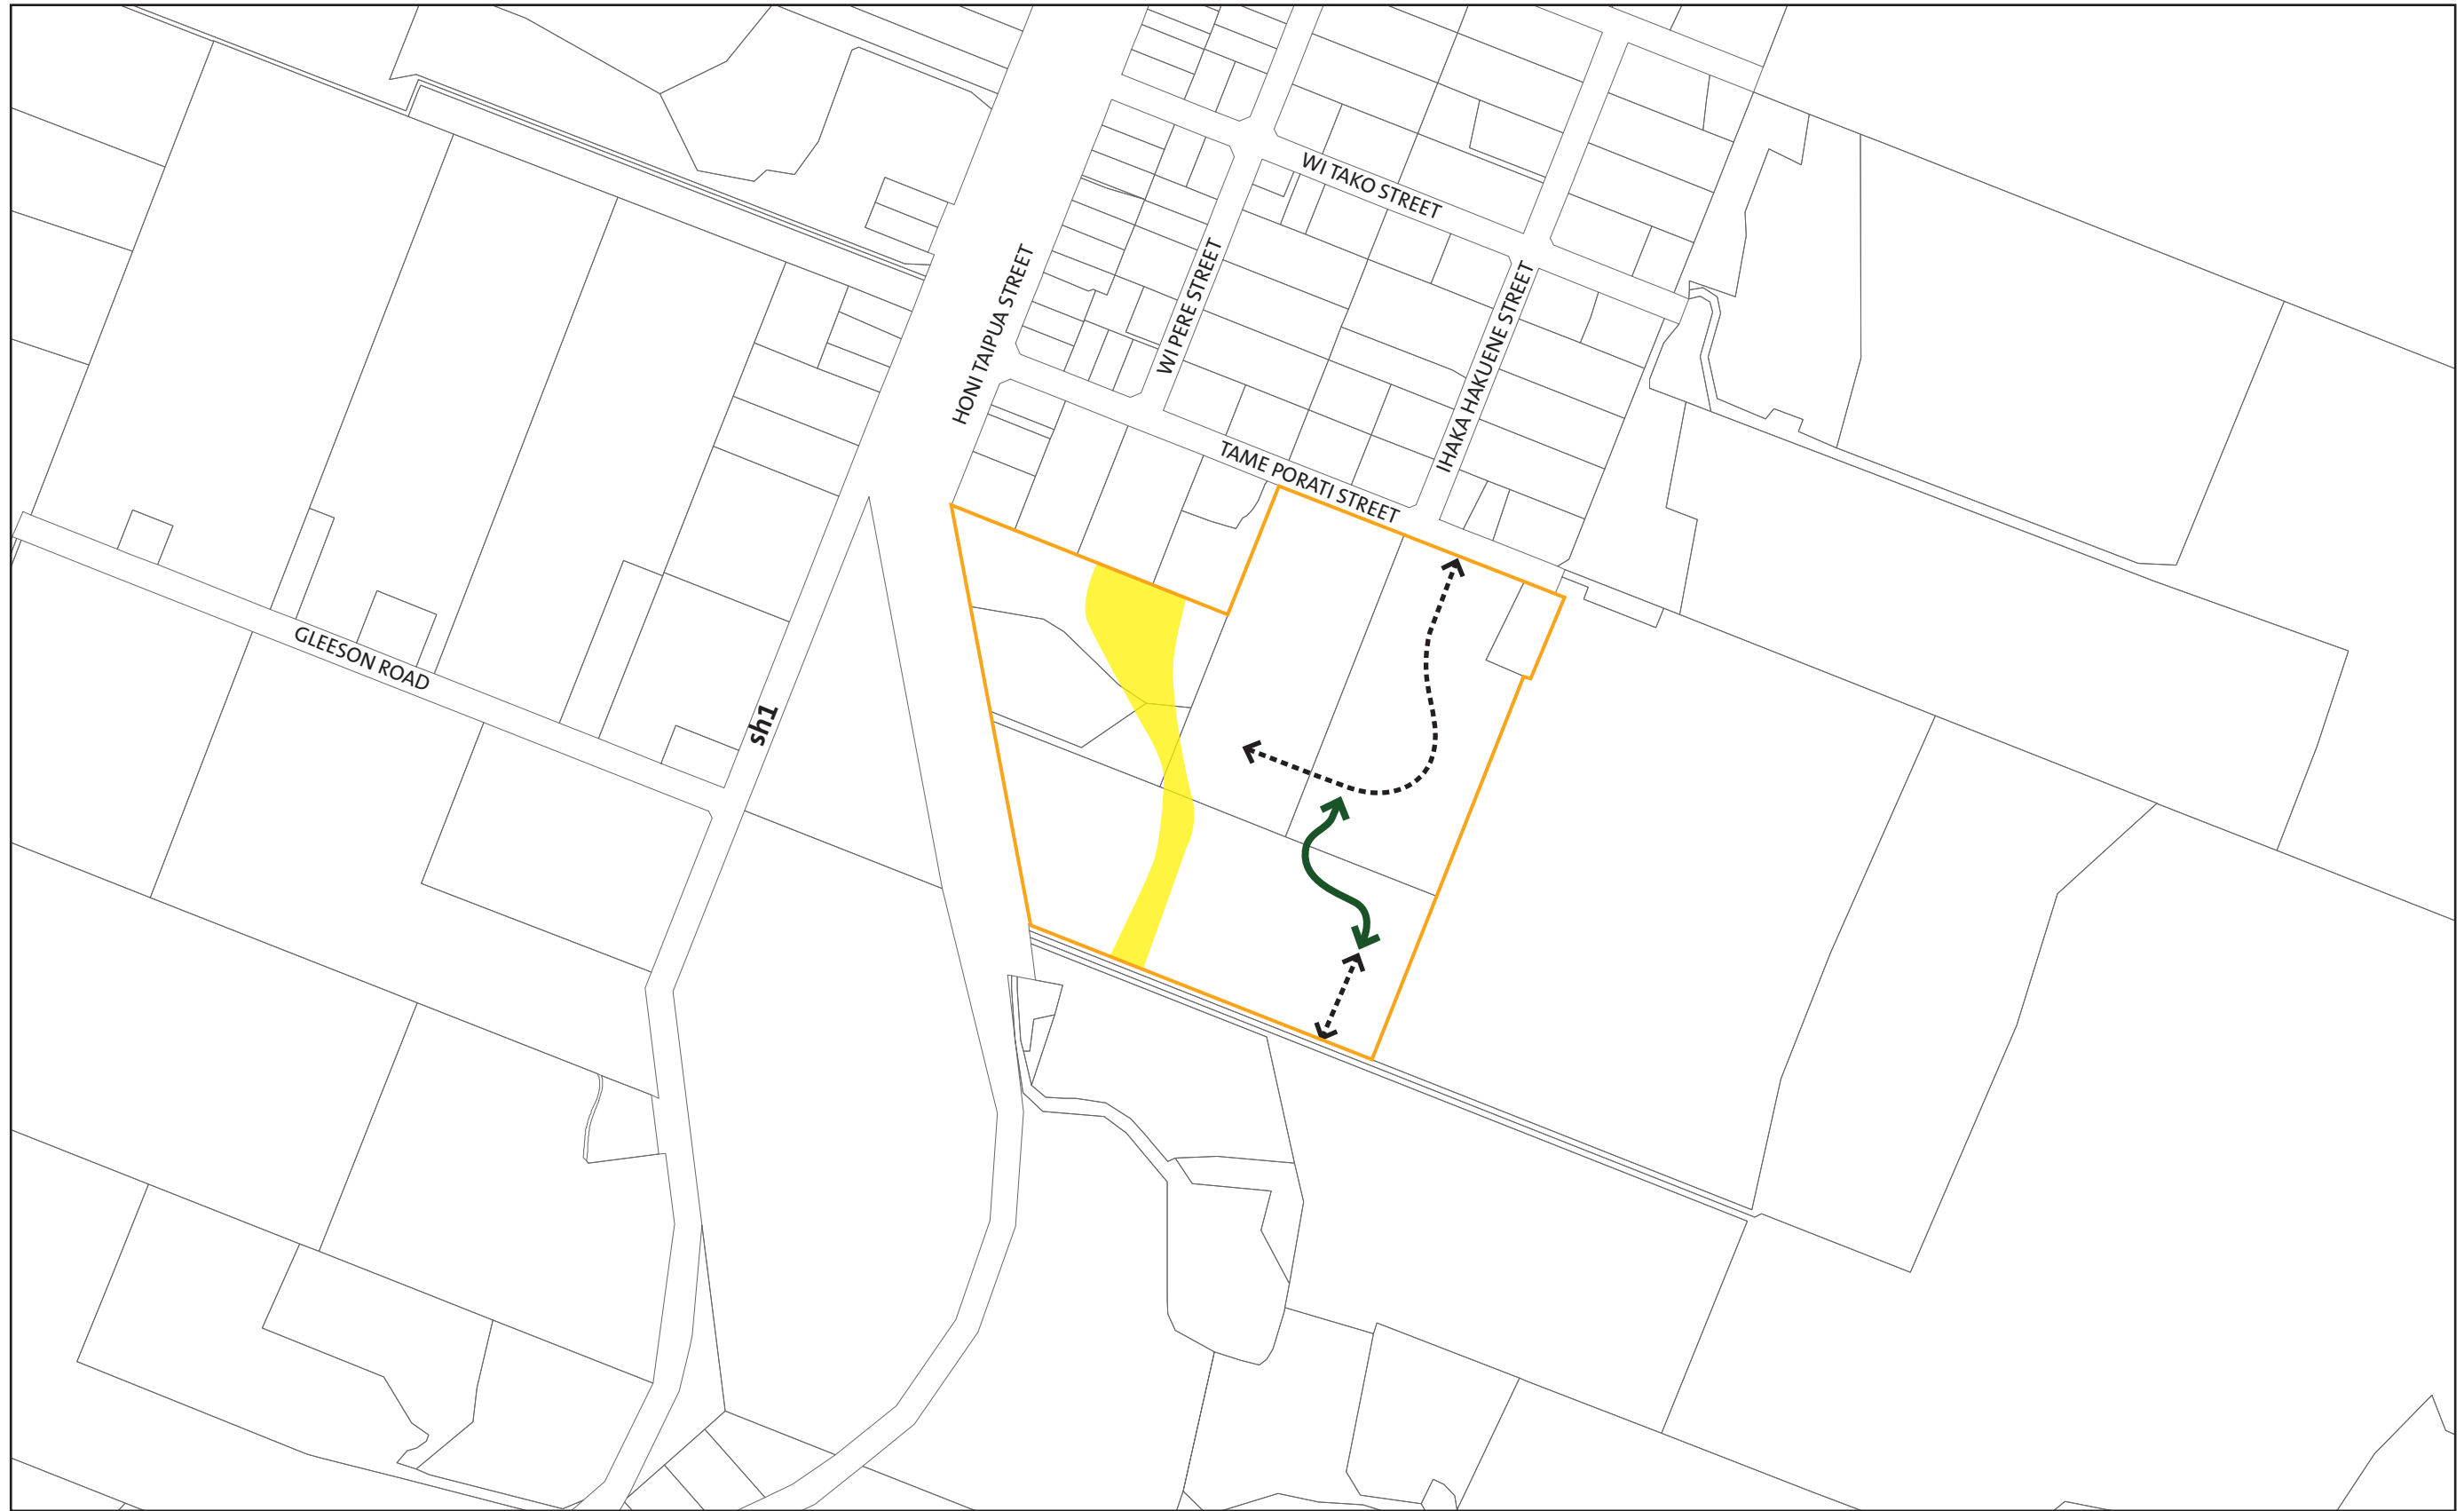 WI TAKO STREET
HONI TAIPUA STREET
WI PERE STREET
IHAKA HAKUENE STREET
TAME PORATI STREET
GLEESON ROAD
sh1